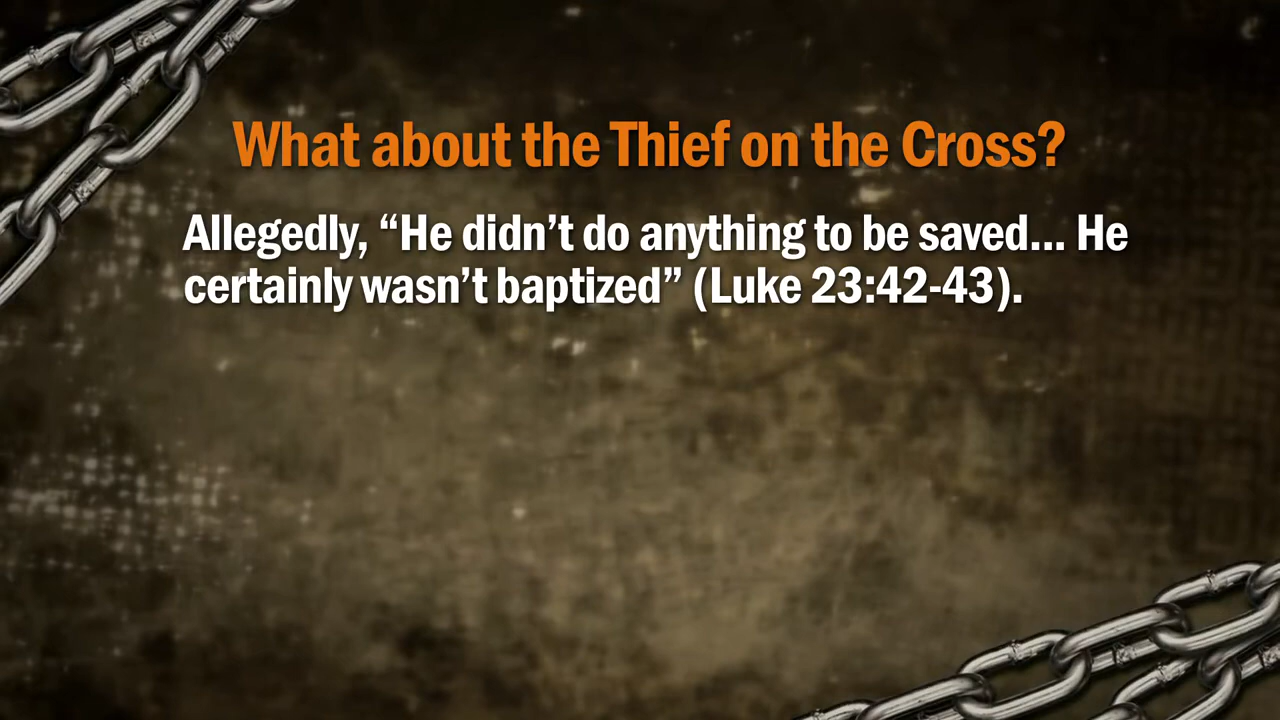 What about the Thief on the Cross?
Allegedly, “He didn’t do anything to be saved... He
certainly wasn’t baptized” (Luke 23:42-43).